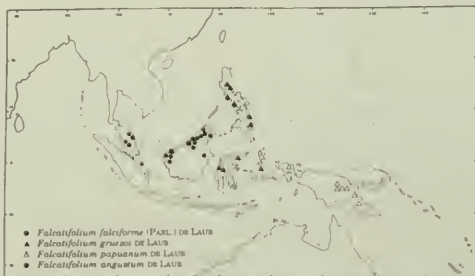 Falcatifolium falciforme (PARL.) DE LAUB
Falcatifolium gruezoi DE LAUB
Falcatifolium papuanum DE LAUB
Falcatifolium angustum DE LAUB